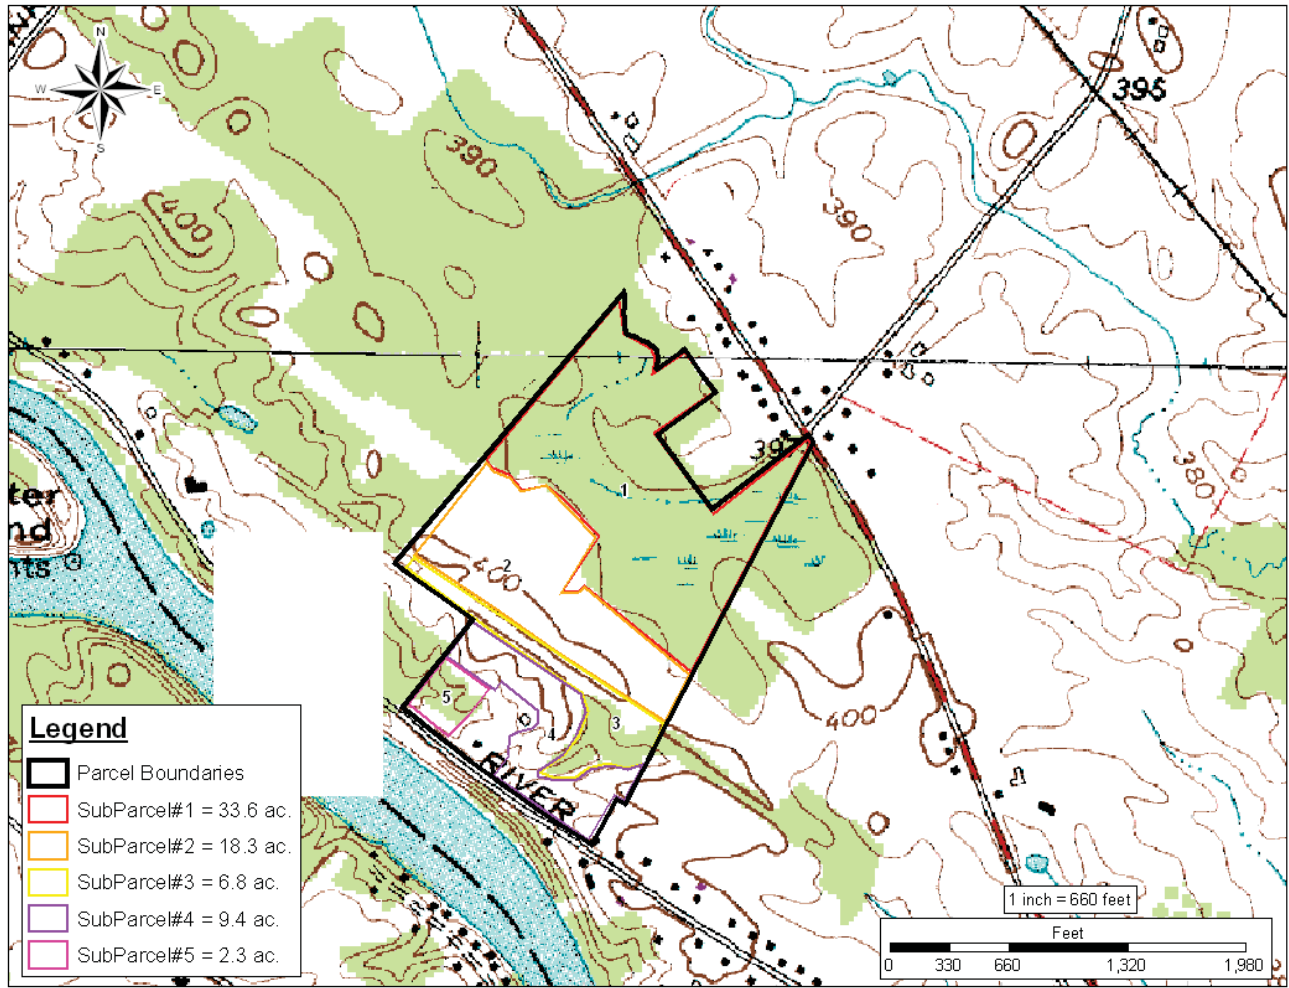 N
W E
S
395
390
400
390
397
380
ter
nd
nts
1
2
400
3
4
5
400
RIVER
Legend
Parcel Boundaries
SubParcel#1 = 33.6 ac.
SubParcel#2 = 18.3 ac.
SubParcel#3 = 6.8 ac.
SubParcel#4 = 9.4 ac.
SubParcel#5 = 2.3 ac.
1 inch = 660 feet
Feet
0 330 660 1,320 1,980